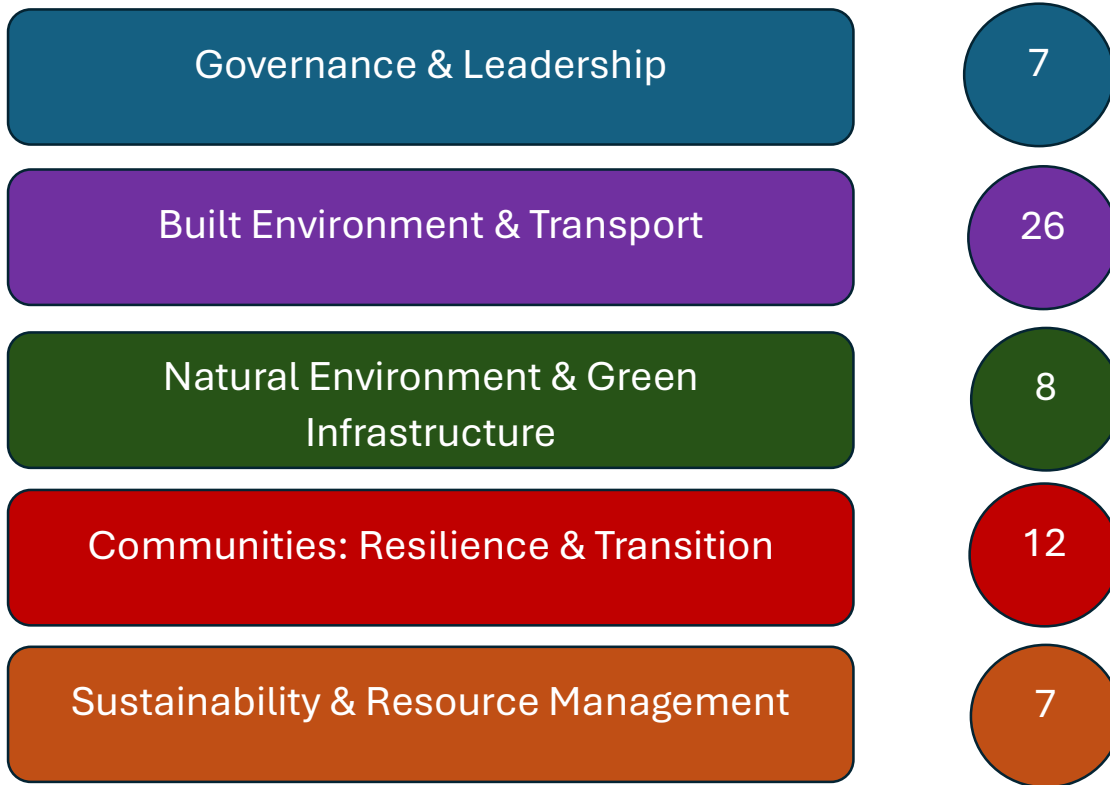 Governance & Leadership
7
Built Environment & Transport
26
Natural Environment & Green
Infrastructure
8
Communities: Resilience & Transition
12
Sustainability & Resource Management
7